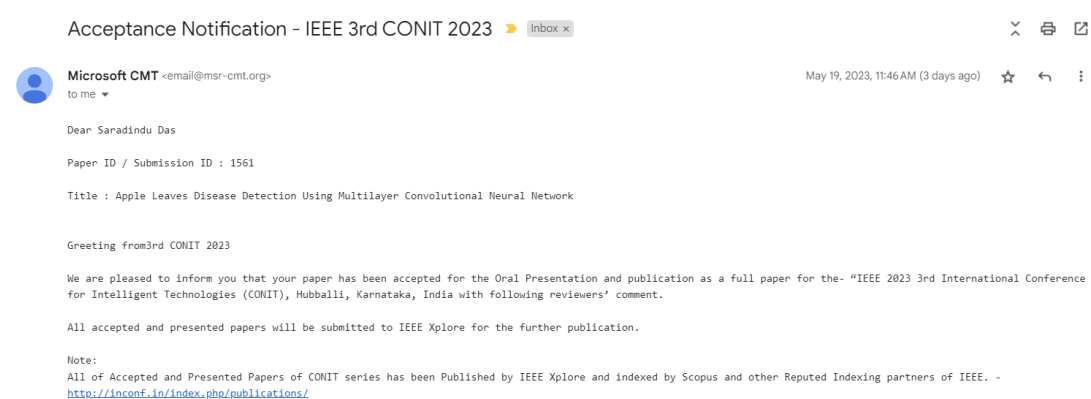 Acceptance Notification - IEEE 3rd CONIT 2023 Inbox ×
Microsoft CMT <email@msr-cmt.org> May 19, 2023, 11:46 AM (3 days ago)
to me
Dear Saradindu Das
Paper ID / Submission ID : 1561
Title : Apple Leaves Disease Detection Using Multilayer Convolutional Neural Network
Greeting from3rd CONIT 2023
We are pleased to inform you that your paper has been accepted for the Oral Presentation and publication as a full paper for the- “IEEE 2023 3rd International Conference
for Intelligent Technologies (CONIT), Hubballi, Karnataka, India with following reviewers’ comment.
All accepted and presented papers will be submitted to IEEE Xplore for the further publication.
Note:
All of Accepted and Presented Papers of CONIT series has been Published by IEEE Xplore and indexed by Scopus and other Reputed Indexing partners of IEEE. -
http://inconf.in/index.php/publications/